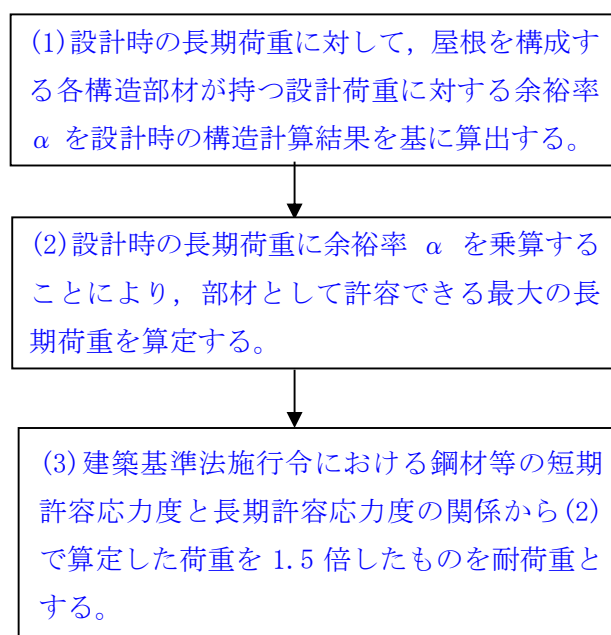 (1)設計時の長期荷重に対して，屋根を構成す
る各構造部材が持つ設計荷重に対する余裕率
α を設計時の構造計算結果を基に算出する。
(2)設計時の長期荷重に余裕率 α を乗算する
ことにより，部材として許容できる最大の長
期荷重を算定する。
(3)建築基準法施行令における鋼材等の短期
許容応力度と長期許容応力度の関係から(2)
で算定した荷重を 1.5 倍したものを耐荷重と
する。